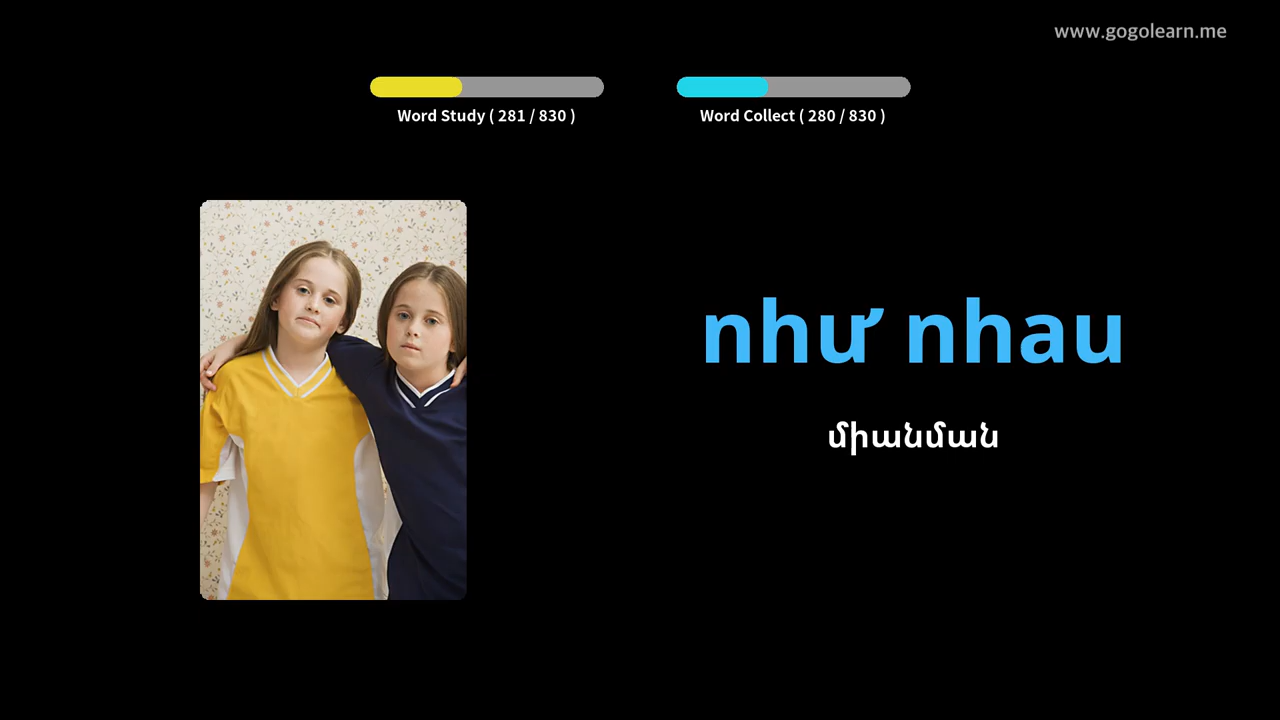 www.gogolearn.me
Word Study ( 281 / 830 )
Word Collect ( 280 / 830 )
như nhau
միանման